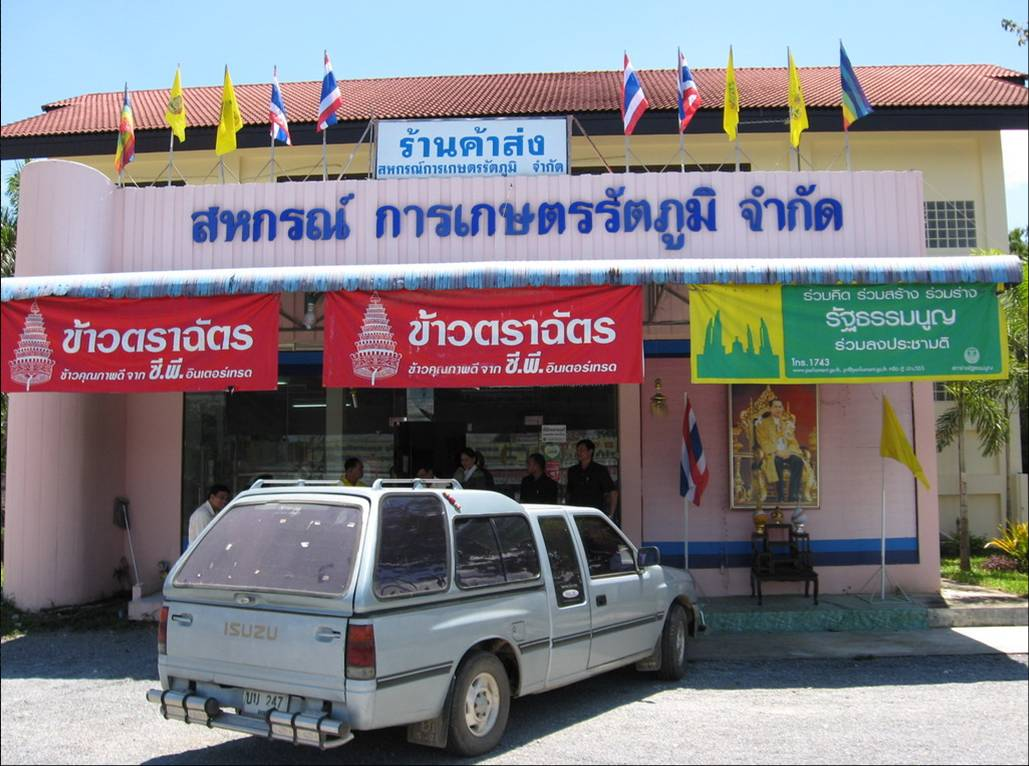 ร้านค้าส่ง
สหกรณ์การเกษตรรัตภูมิ จำกัด
สหกรณ์ การเกษตรรัตภูมิ จำกัด
ข้าวตราฉัตร
ข้าวคุณภาพดี จาก ซี.พี. อินเตอร์เทรด
ข้าวตราฉัตร
ข้าวคุณภาพดี จาก ซี.พี. อินเตอร์เทรด
ร่วมคิด ร่วมสร้าง ร่วมร่าง
รัฐธรรมนูญ
ร่วมลงประชามติ
โทร.1743
ISUZU
247